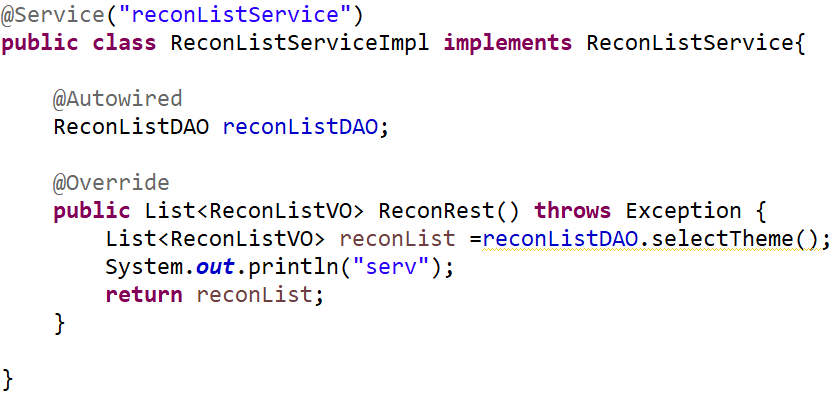 @Service("reconListService")
public class ReconListServiceImpl implements ReconListService{
@Autowired
ReconListDAO reconListDAO;
@Override
public List<ReconListVO> ReconRest() throws Exception {
List<ReconListVO> reconList =reconListDAO.selectTheme();
System.out.println("serv");
return reconList;
}
}